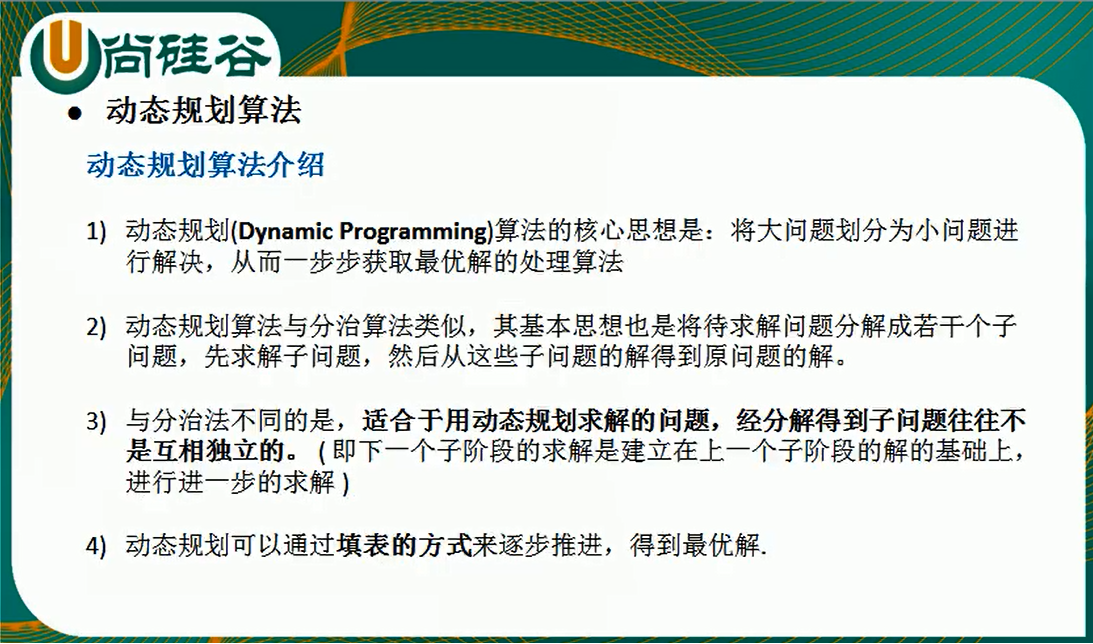 尚硅谷
● 动态规划算法
动态规划算法介绍
1) 动态规划(Dynamic Programming)算法的核心思想是：将大问题划分为小问题进
行解决，从而一步步获取最优解的处理算法
2) 动态规划算法与分治算法类似，其基本思想也是将待求解问题分解成若干个子
问题，先求解子问题，然后从这些子问题的解得到原问题的解。
3) 与分治法不同的是，适合于用动态规划求解的问题，经分解得到子问题往往不
是互相独立的。 ( 即下一个子阶段的求解是建立在上一个子阶段的解的基础上，
进行进一步的求解 )
4) 动态规划可以通过填表的方式来逐步推进，得到最优解.